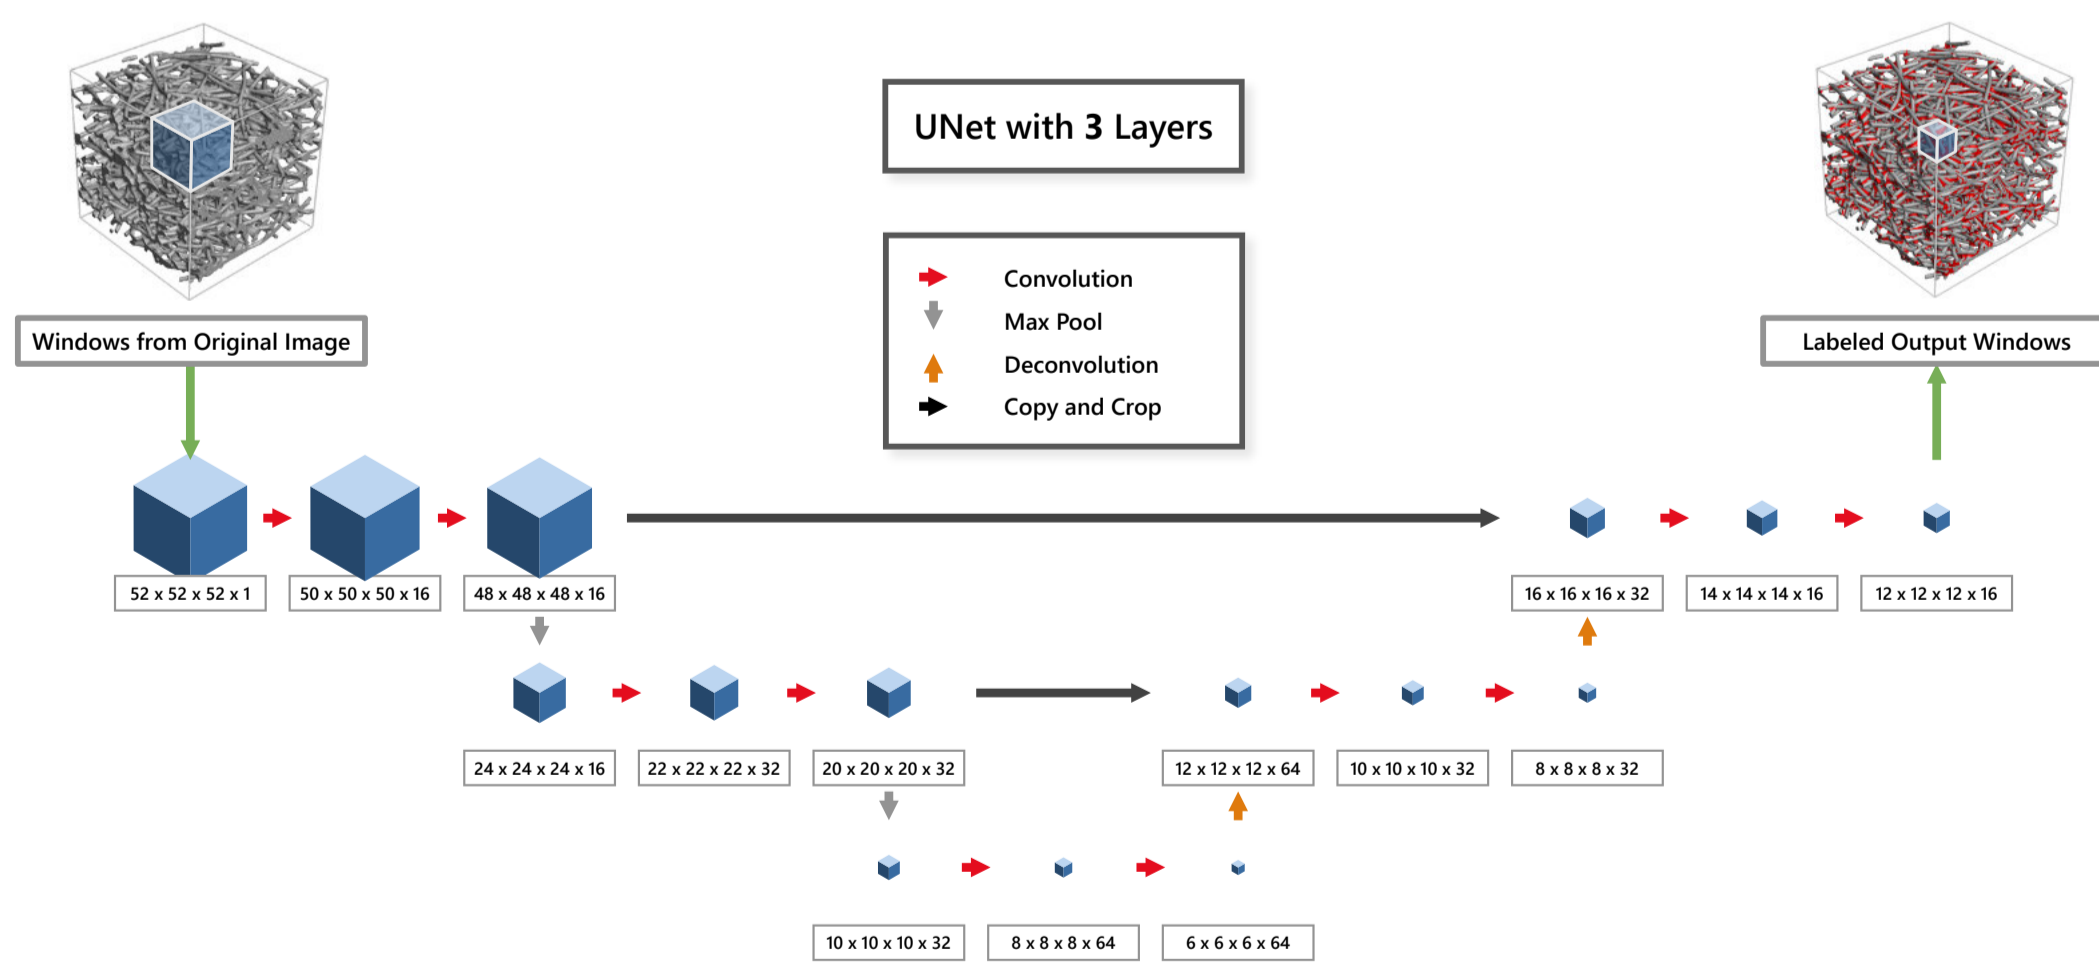 UNet with 3 Layers
Convolution
Max Pool
Deconvolution
Copy and Crop
Windows from Original Image
Labeled Output Windows
52 x 52 x 52 x 1
50 x 50 x 50 x 16
48 x 48 x 48 x 16
16 x 16 x 16 x 32
14 x 14 x 14 x 16
12 x 12 x 12 x 16
24 x 24 x 24 x 16
22 x 22 x 22 x 32
20 x 20 x 20 x 32
12 x 12 x 12 x 64
10 x 10 x 10 x 32
8 x 8 x 8 x 32
10 x 10 x 10 x 32
8 x 8 x 8 x 64
6 x 6 x 6 x 64